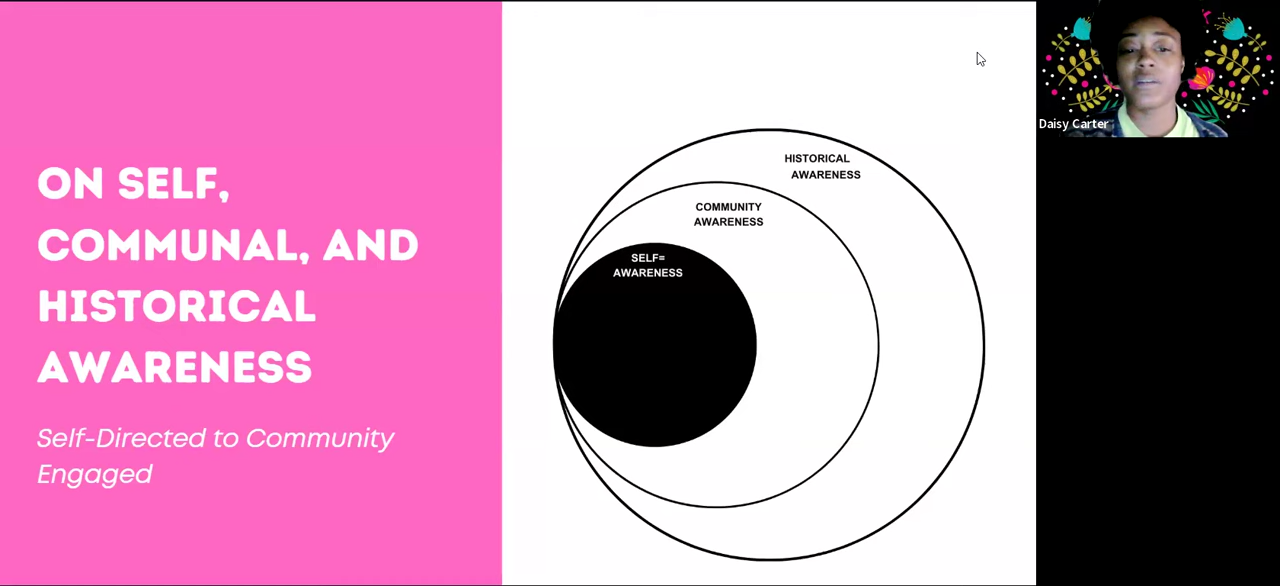 ON SELF,
COMMUNAL, AND
HISTORICAL
AWARENESS
Self-Directed to Community
Engaged
HISTORICAL
AWARENESS
COMMUNITY
AWARENESS
SELF=
AWARENESS
Daisy Carter